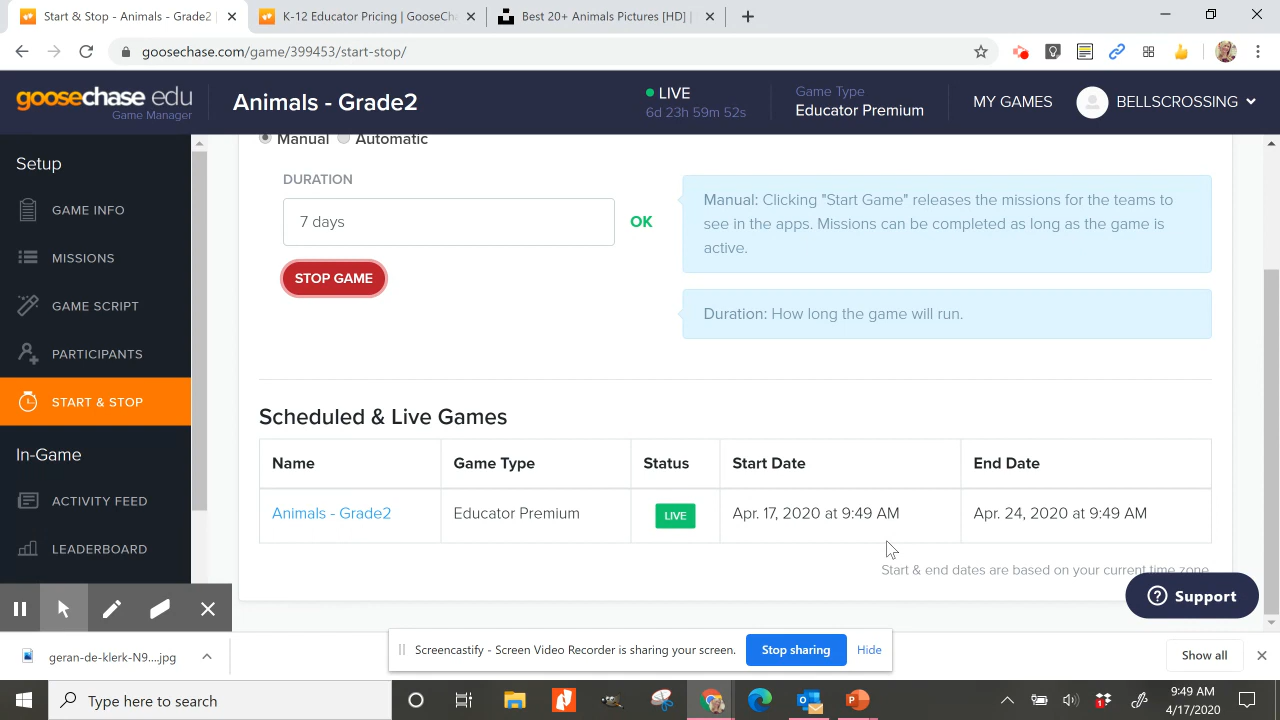 Start & Stop - Animals - Grade2 |
K-12 Educator Pricing | GooseCha
Best 20+ Animals Pictures [HD] |
goosechase.com/game/399453/start-stop/
goosechase edu
Game Manager
Animals - Grade2
LIVE
6d 23h 59m 52s
Game Type
Educator Premium
MY GAMES
BELLSCROSSING
Setup
GAME INFO
MISSIONS
GAME SCRIPT
PARTICIPANTS
START & STOP
In-Game
ACTIVITY FEED
LEADERBOARD
Manual Automatic
DURATION
7 days
OK
STOP GAME
Manual: Clicking "Start Game" releases the missions for the teams to
see in the apps. Missions can be completed as long as the game is
active.
Duration: How long the game will run.
Scheduled & Live Games
Name Game Type Status Start Date End Date
Animals - Grade2 Educator Premium LIVE Apr. 17, 2020 at 9:49 AM Apr. 24, 2020 at 9:49 AM
Start & end dates are based on your current time zone
Support
Screencastify - Screen Video Recorder is sharing your screen.
Stop sharing
Hide
geran-de-klerk-N9....jpg
Show all
Type here to search
9:49 AM
4/17/2020